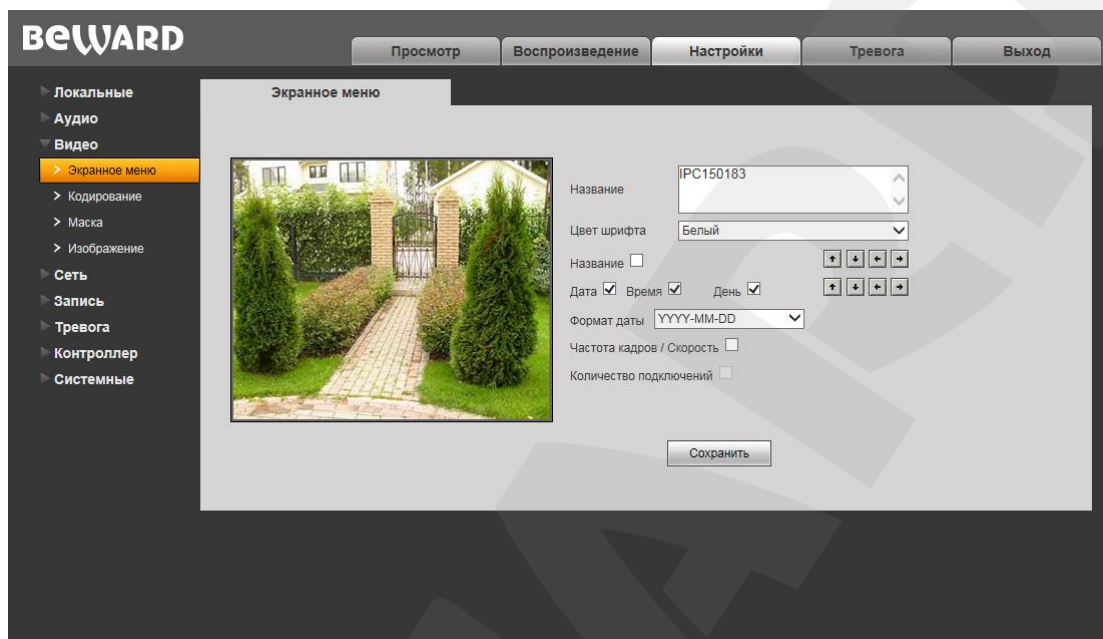 BEWARD
Просмотр Воспроизведение Настройки Тревога Выход
Локальные
Аудио
Видео
> Экранное меню
> Кодирование
> Маска
> Изображение
Сеть
Запись
Тревога
Контроллер
Системные
Экранное меню
Название IPC150183
Цвет шрифта Белый
Название
Дата Время День
Формат даты YYYY-MM-DD
Частота кадров / Скорость
Количество подключений
Сохранить